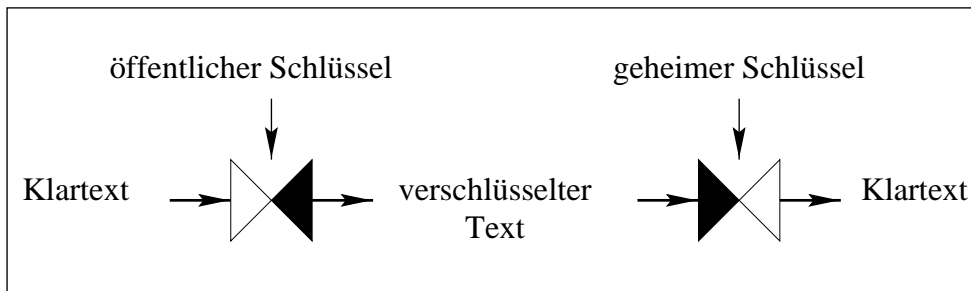 öffentlicher Schlüssel
geheimer Schlüssel
Klartext
verschlüsselter
Text
Klartext